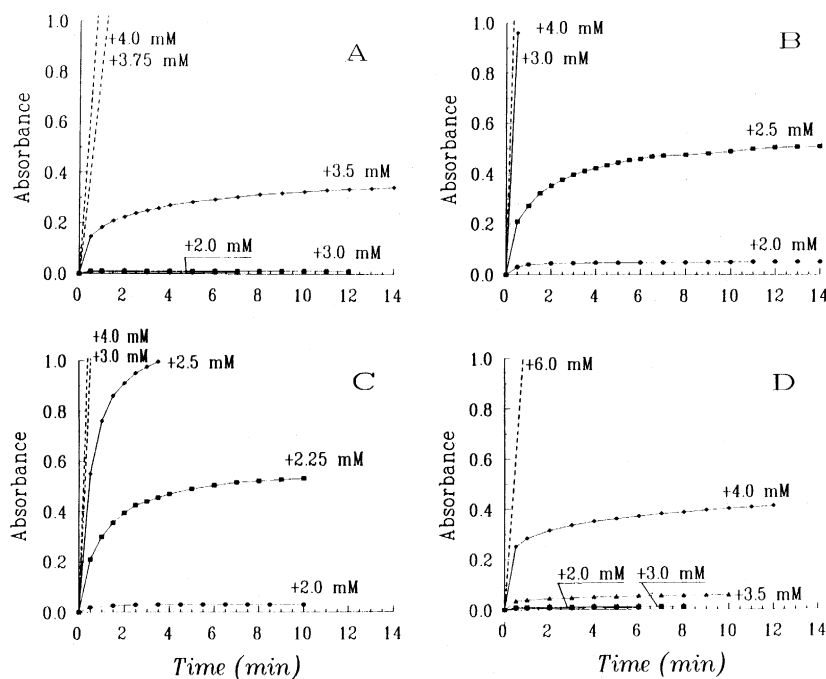 A
Absorbance
1.0
0.8
0.6
0.4
0.2
0.0
+4.0 mM
+3.75 mM
+3.5 mM
+2.0 mM
+3.0 mM
0 2 4 6 8 10 12 14
B
Absorbance
1.0
0.8
0.6
0.4
0.2
0.0
+4.0 mM
+3.0 mM
+2.5 mM
+2.0 mM
0 2 4 6 8 10 12 14
C
Absorbance
1.0
0.8
0.6
0.4
0.2
0.0
+4.0 mM
+3.0 mM
+2.5 mM
+2.25 mM
+2.0 mM
0 2 4 6 8 10 12 14
Time (min)
D
Absorbance
1.0
0.8
0.6
0.4
0.2
0.0
+6.0 mM
+4.0 mM
+2.0 mM +3.0 mM
+3.5 mM
0 2 4 6 8 10 12 14
Time (min)